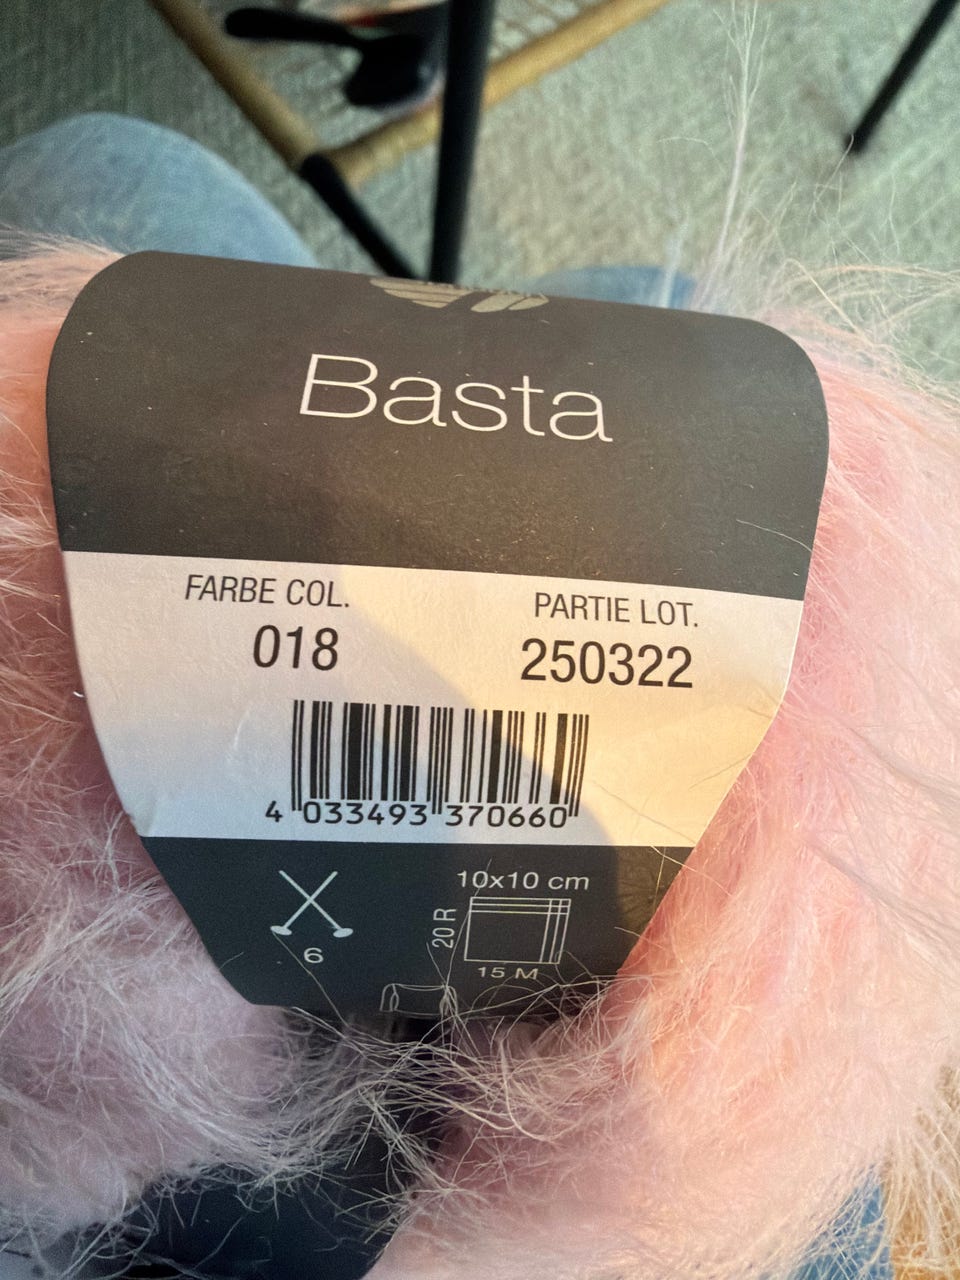 Basta
FARBE COL.
018
PARTIE LOT.
250322
4 033493 370660
6
10x10 cm
20 R
15 M